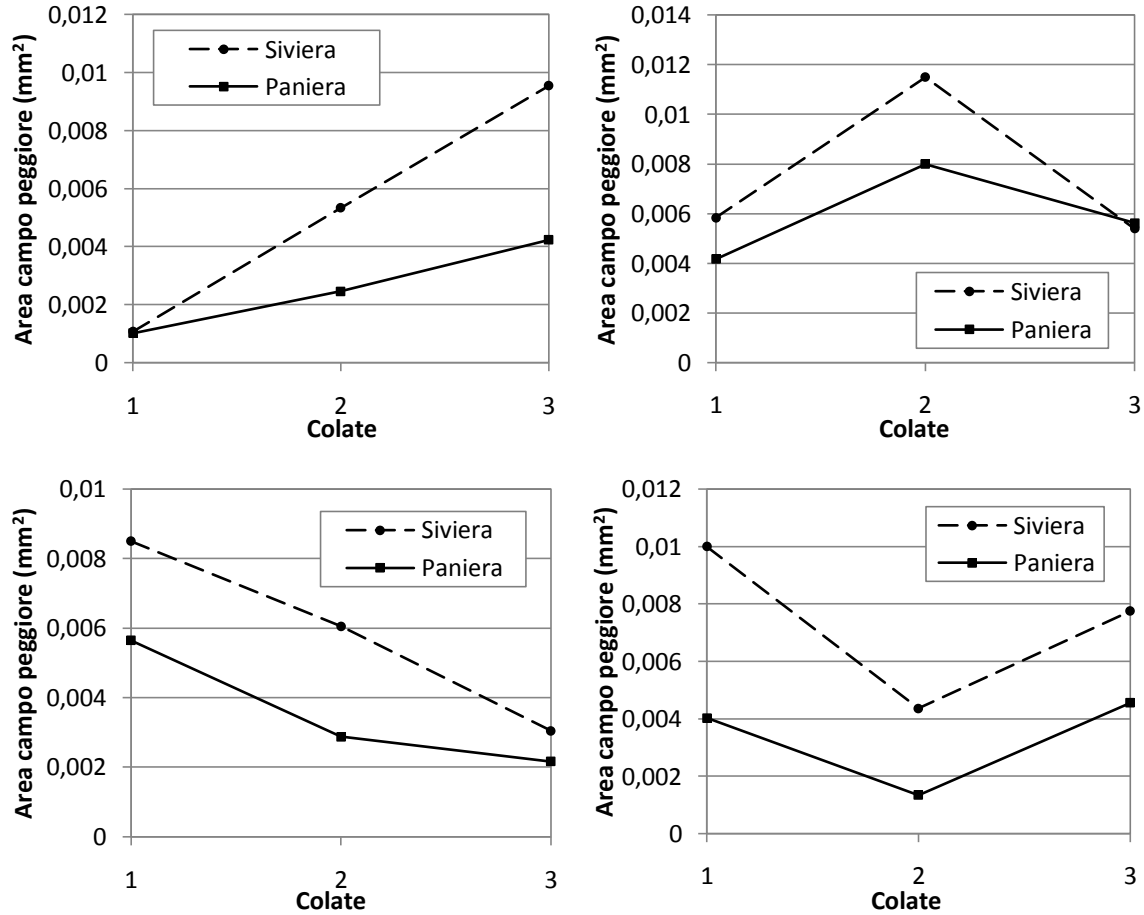 Area campo peggiore (mm²)
0,012
0,01
0,008
0,006
0,004
0,002
0
Siviera
Paniera
1 2 3
Colate
Area campo peggiore (mm²)
0,014
0,012
0,01
0,008
0,006
0,004
0,002
0
Siviera
Paniera
1 2 3
Colate
Area campo peggiore (mm²)
0,01
0,008
0,006
0,004
0,002
0
Siviera
Paniera
1 2 3
Colate
Area campo peggiore (mm²)
0,012
0,01
0,008
0,006
0,004
0,002
0
Siviera
Paniera
1 2 3
Colate